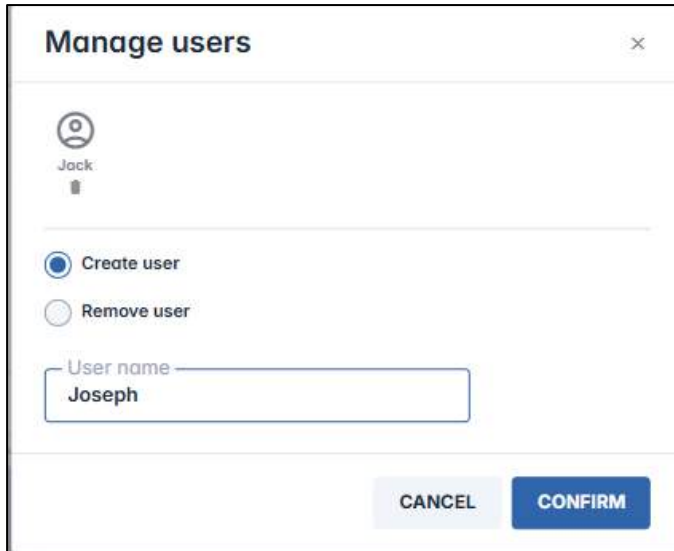 Manage users
Jack
Create user
Remove user
User name
Joseph
CANCEL CONFIRM